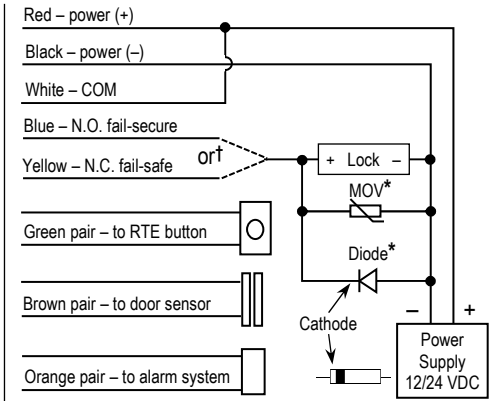 Red – power (+)
Black – power (–)
White – COM
Blue – N.O. fail-secure
Yellow – N.C. fail-safe
or†
+ Lock –
MOV*
Green pair – to RTE button
Diode*
Brown pair – to door sensor
Cathode
– +
Power
Supply
12/24 VDC
Orange pair – to alarm system